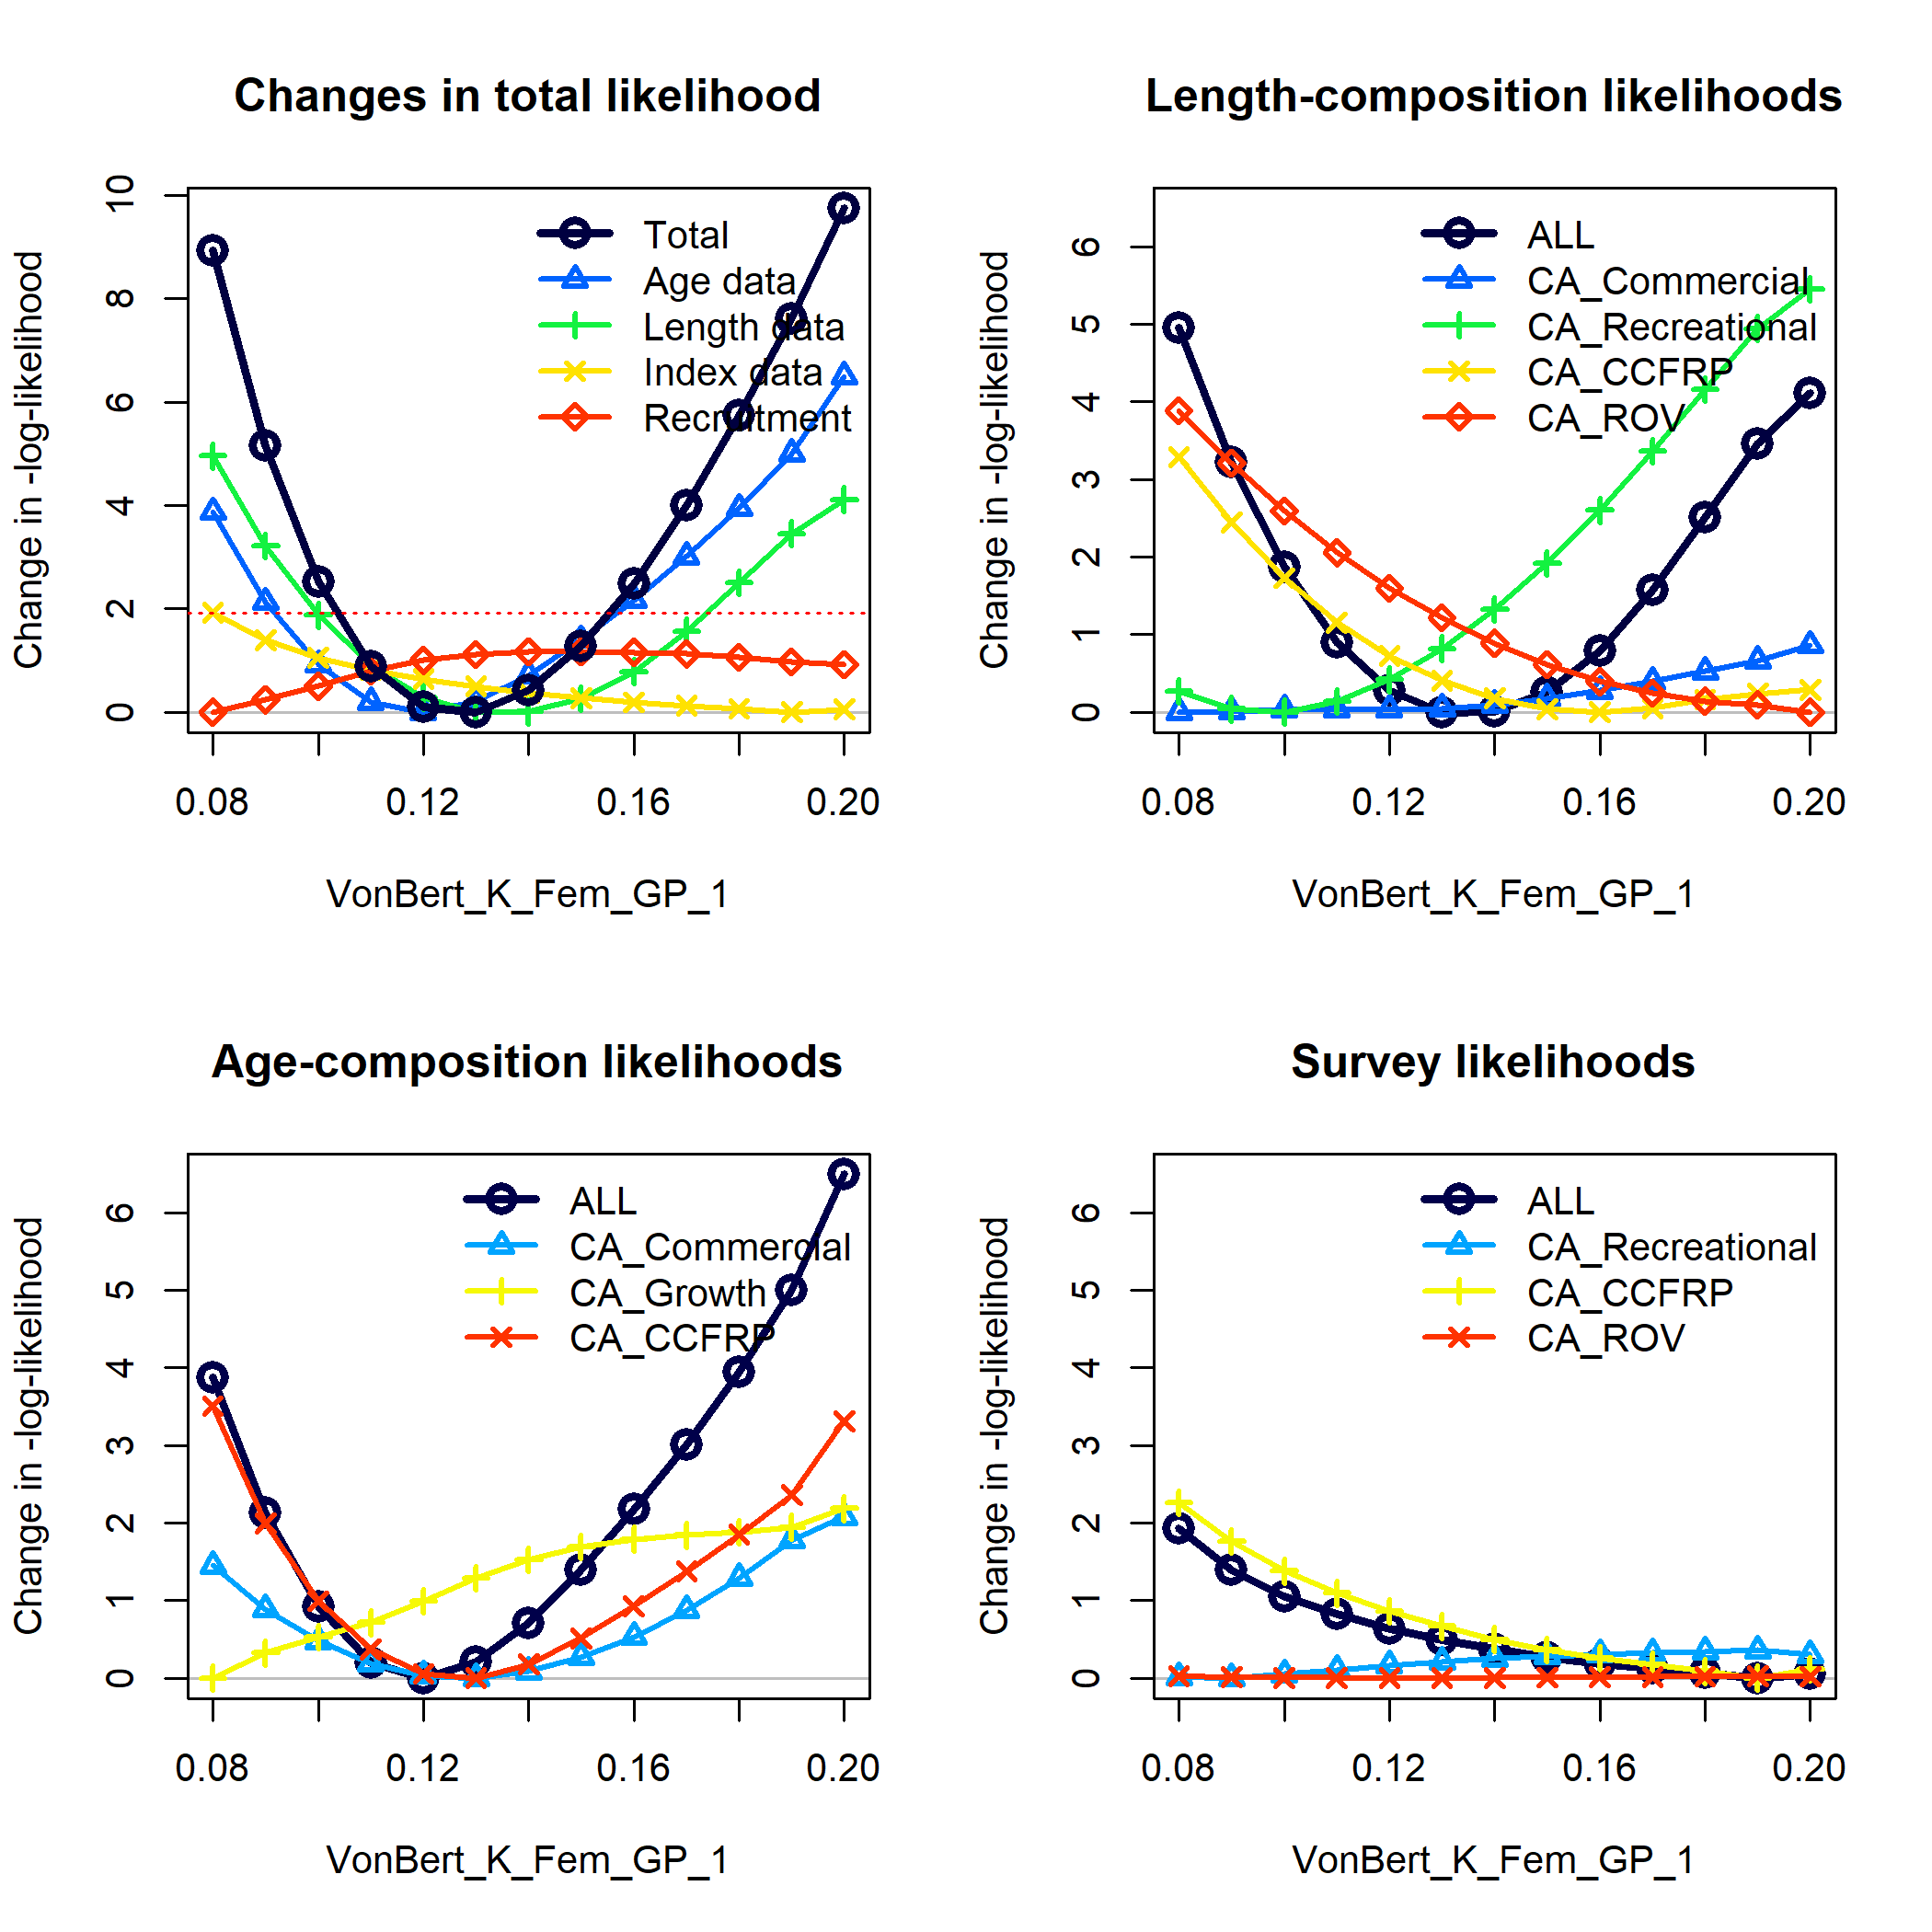 Changes in total likelihood
Change in -log-likelihood
0
2
4
6
8
10
Total
Age data
Length data
Index data
Recruitment
0.08
0.12
0.16
0.20
VonBert_K_Fem_GP_1
Length-composition likelihoods
Change in -log-likelihood
0
1
2
3
4
5
6
ALL
CA_Commercial
CA_Recreational
CA_CCFRP
CA_ROV
0.08
0.12
0.16
0.20
VonBert_K_Fem_GP_1
Age-composition likelihoods
Change in -log-likelihood
0
1
2
3
4
5
6
ALL
CA_Commercial
CA_Growth
CA_CCFRP
0.08
0.12
0.16
0.20
VonBert_K_Fem_GP_1
Survey likelihoods
Change in -log-likelihood
0
1
2
3
4
5
6
ALL
CA_Recreational
CA_CCFRP
CA_ROV
0.08
0.12
0.16
0.20
VonBert_K_Fem_GP_1